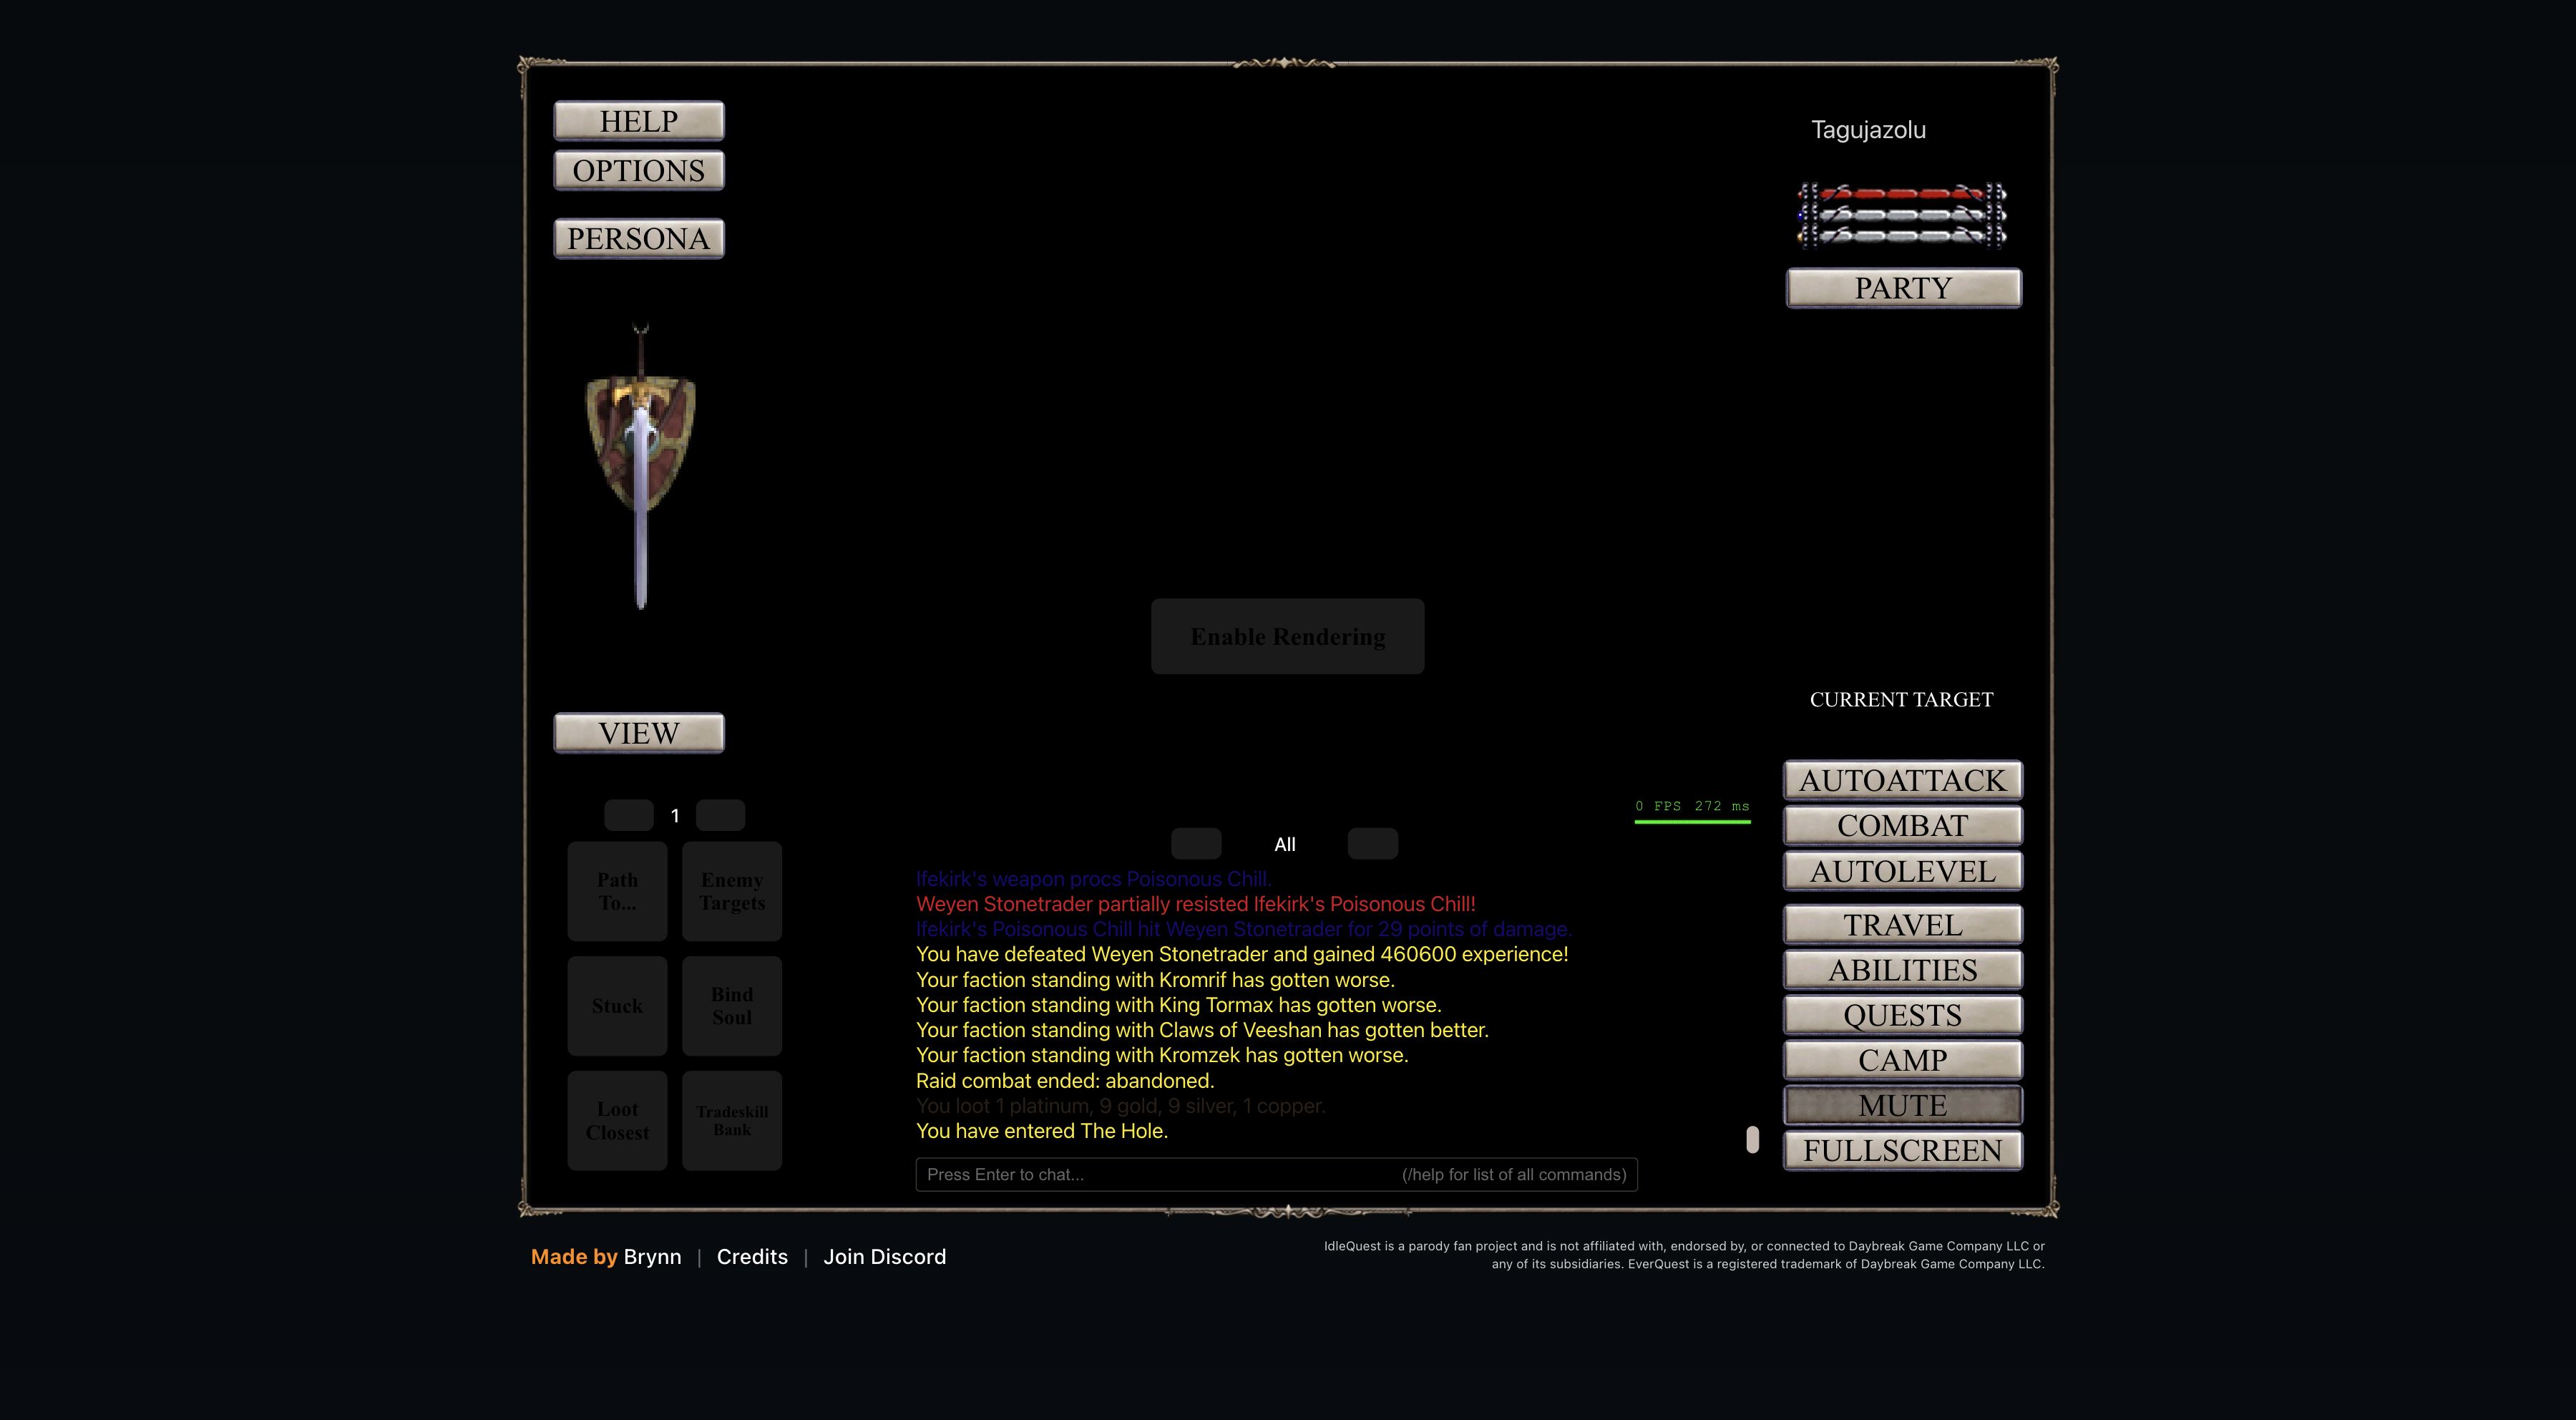 HELP
OPTIONS
PERSONA
VIEW
1
Path
To...
Enemy
Targets
Stuck
Bind
Soul
Loot
Closest
Tradeskill
Bank
Enable Rendering
0 FPS 272 ms
All
Ifekirk's weapon procs Poisonous Chill.
Weyen Stonetrader partially resisted Ifekirk's Poisonous Chill!
Ifekirk's Poisonous Chill hit Weyen Stonetrader for 29 points of damage.
You have defeated Weyen Stonetrader and gained 460600 experience!
Your faction standing with Kromrif has gotten worse.
Your faction standing with King Tormax has gotten worse.
Your faction standing with Claws of Veeshan has gotten better.
Your faction standing with Kromzek has gotten worse.
Raid combat ended: abandoned.
You loot 1 platinum, 9 gold, 9 silver, 1 copper.
You have entered The Hole.
Press Enter to chat... (/help for list of all commands)
Tagujazolu
PARTY
CURRENT TARGET
AUTOATTACK
COMBAT
AUTOLEVEL
TRAVEL
ABILITIES
QUESTS
CAMP
MUTE
FULLSCREEN
Made by Brynn | Credits | Join Discord
IdleQuest is a parody fan project and is not affiliated with, endorsed by, or connected to Daybreak Game Company LLC or
any of its subsidiaries. EverQuest is a registered trademark of Daybreak Game Company LLC.